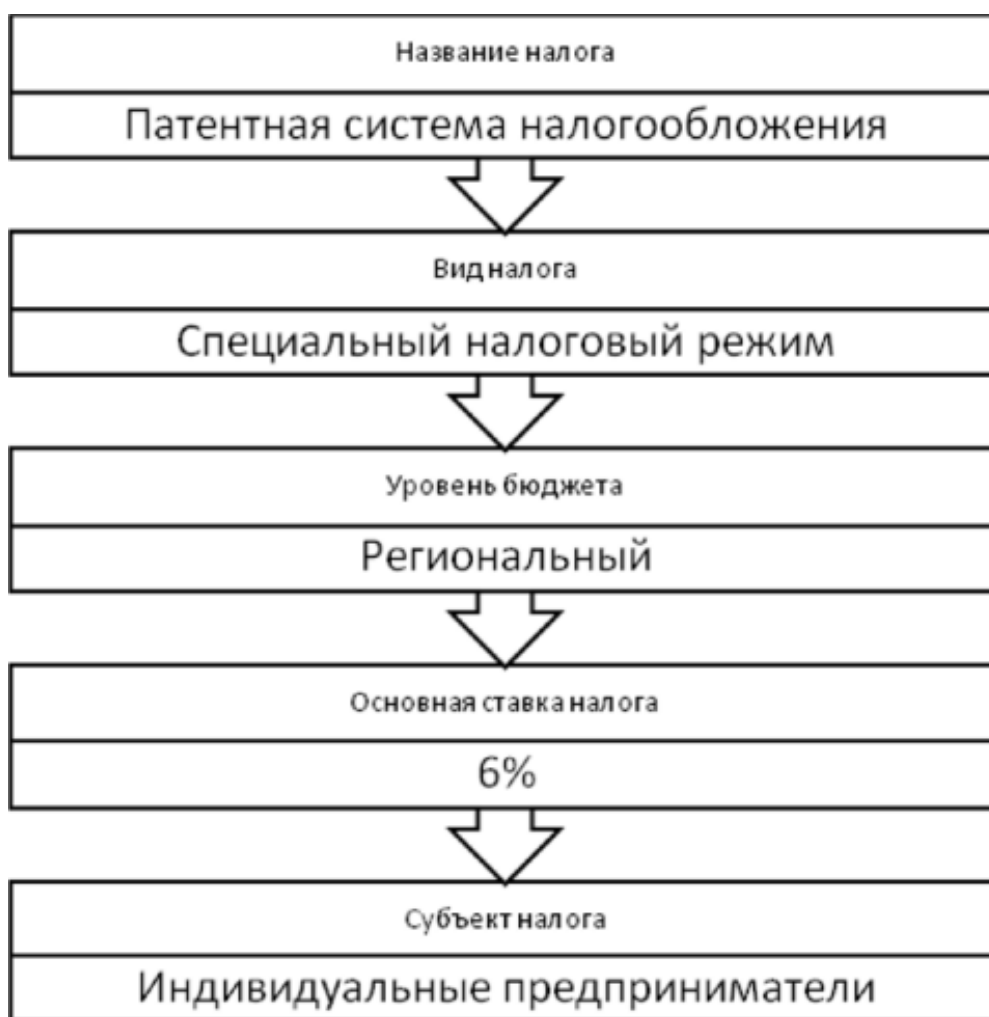 Название налога
Патентная система налогообложения
Вид налога
Специальный налоговый режим
Уровень бюджета
Региональный
Основная ставка налога
6%
Субъект налога
Индивидуальные предприниматели